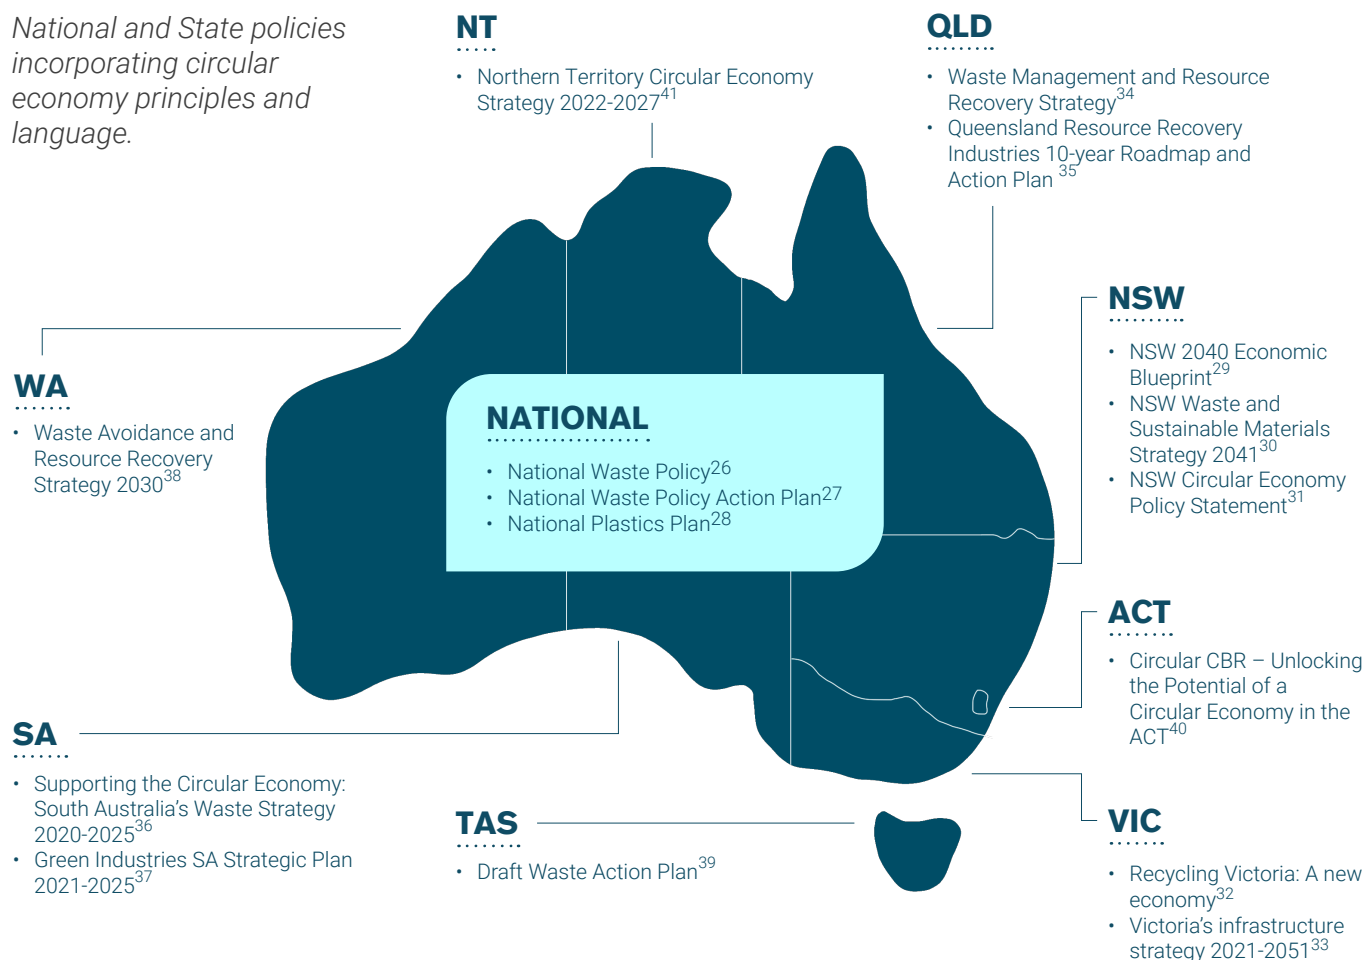 National and State policies
incorporating circular
economy principles and
language.
NT
• Northern Territory Circular Economy
Strategy 2022-2027⁴¹
QLD
• Waste Management and Resource
Recovery Strategy³⁴
• Queensland Resource Recovery
Industries 10-year Roadmap and
Action Plan ³⁵
WA
• Waste Avoidance and
Resource Recovery
Strategy 2030³⁸
NATIONAL
• National Waste Policy²⁶
• National Waste Policy Action Plan²⁷
• National Plastics Plan²⁸
NSW
• NSW 2040 Economic
Blueprint²⁹
• NSW Waste and
Sustainable Materials
Strategy 2041³⁰
• NSW Circular Economy
Policy Statement³¹
ACT
• Circular CBR – Unlocking
the Potential of a
Circular Economy in the
ACT⁴⁰
SA
• Supporting the Circular Economy:
South Australia’s Waste Strategy
2020-2025³⁶
• Green Industries SA Strategic Plan
2021-2025³⁷
TAS
• Draft Waste Action Plan³⁹
VIC
• Recycling Victoria: A new
economy³²
• Victoria’s infrastructure
strategy 2021-2051³³